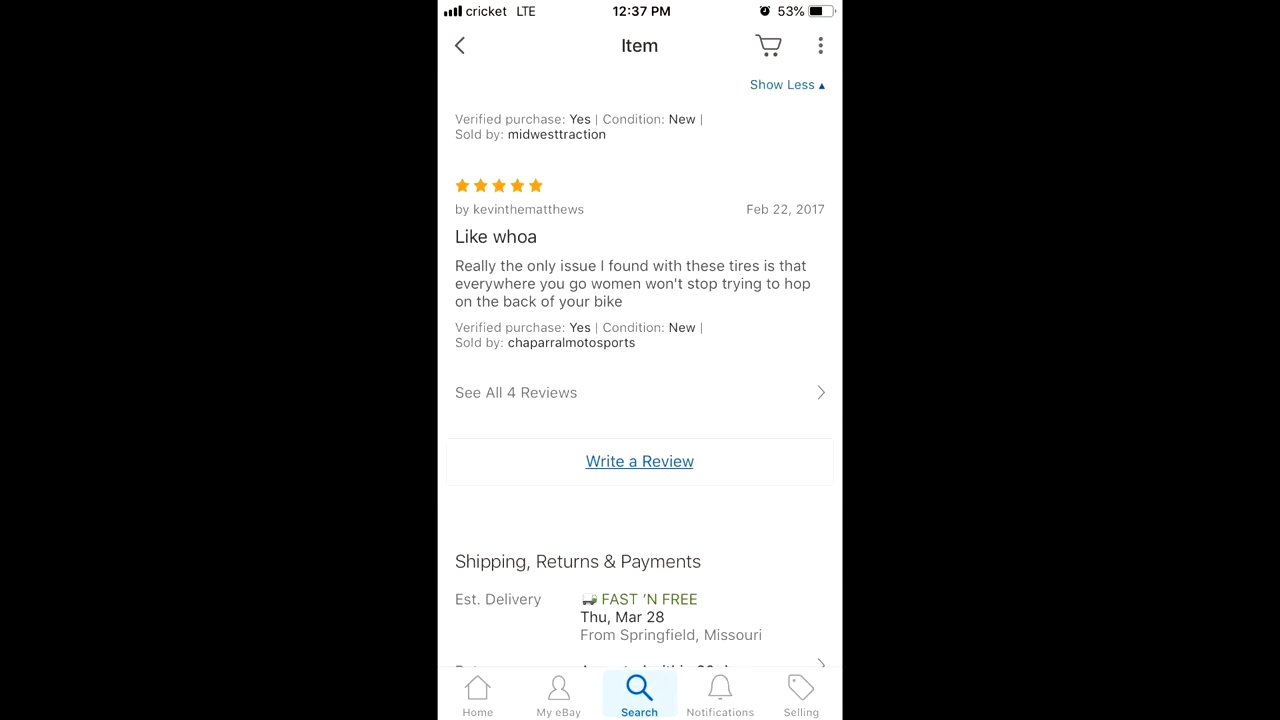 cricket LTE 12:37 PM 53%
Item
Show Less ▲
Verified purchase: Yes | Condition: New |
Sold by: midwesttraction
by kevinthematthews Feb 22, 2017
Like whoa
Really the only issue I found with these tires is that
everywhere you go women won't stop trying to hop
on the back of your bike
Verified purchase: Yes | Condition: New |
Sold by: chaparralmotosports
See All 4 Reviews
Write a Review
Shipping, Returns & Payments
Est. Delivery FAST 'N FREE
Thu, Mar 28
From Springfield, Missouri
Home My eBay Search Notifications Selling